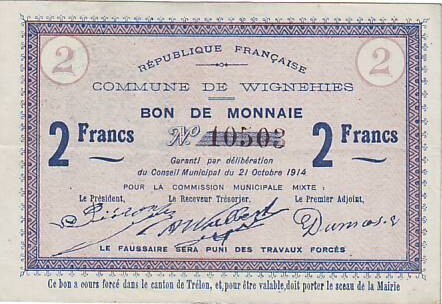 2 2
RÉPUBLIQUE FRANÇAISE
COMMUNE DE WIGNEHIES
BON DE MONNAIE
2 Francs No 10502 2 Francs
Garanti par délibération
du Conseil Municipal du 21 Octobre 1914
POUR LA COMMISSION MUNICIPALE MIXTE :
Le Président, Le Receveur Trésorier, Le Premier Adjoint,
LE FAUSSAIRE SERA PUNI DES TRAVAUX FORCÉS
Ce bon a cours forcé dans le canton de Trélon, et, pour être valable, doit porter le sceau de la Mairie